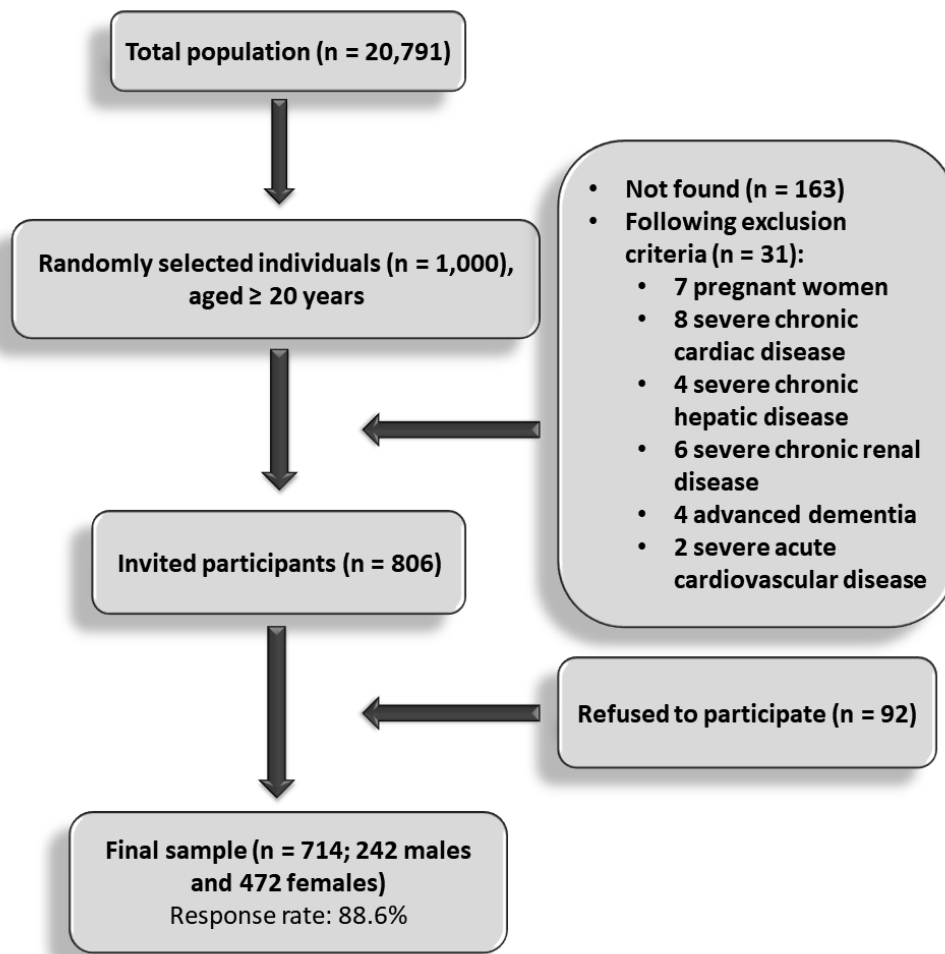 Total population (n = 20,791)
Randomly selected individuals (n = 1,000),
aged ≥ 20 years
• Not found (n = 163)
• Following exclusion
criteria (n = 31):
• 7 pregnant women
• 8 severe chronic
cardiac disease
• 4 severe chronic
hepatic disease
• 6 severe chronic renal
disease
• 4 advanced dementia
• 2 severe acute
cardiovascular disease
Invited participants (n = 806)
Refused to participate (n = 92)
Final sample (n = 714; 242 males
and 472 females)
Response rate: 88.6%